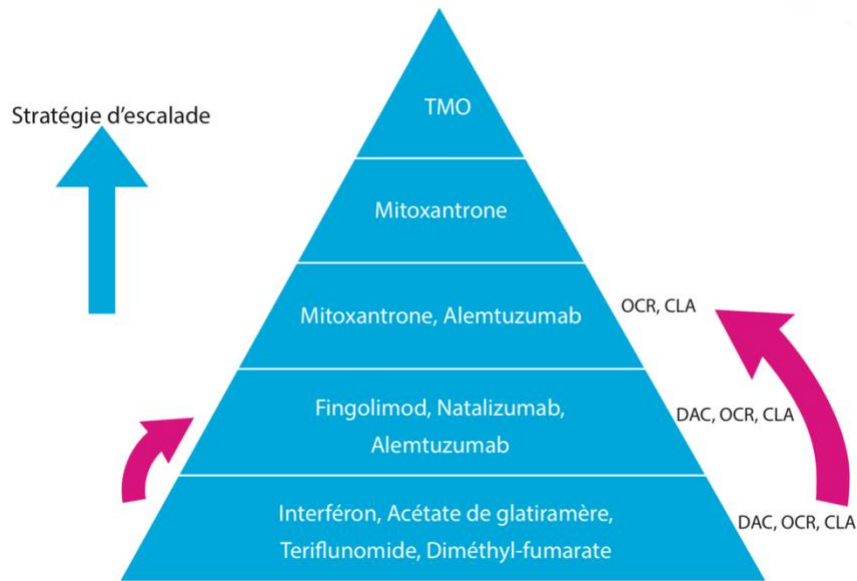 TMO
Stratégie d'escalade
Mitoxantrone
Mitoxantrone, Alemtuzumab
OCR, CLA
Fingolimod, Natalizumab,
Alemtuzumab
DAC, OCR, CLA
Interféron, Acétate de glatiramère,
Teriflunomide, Diméthyl-fumarate
DAC, OCR, CLA